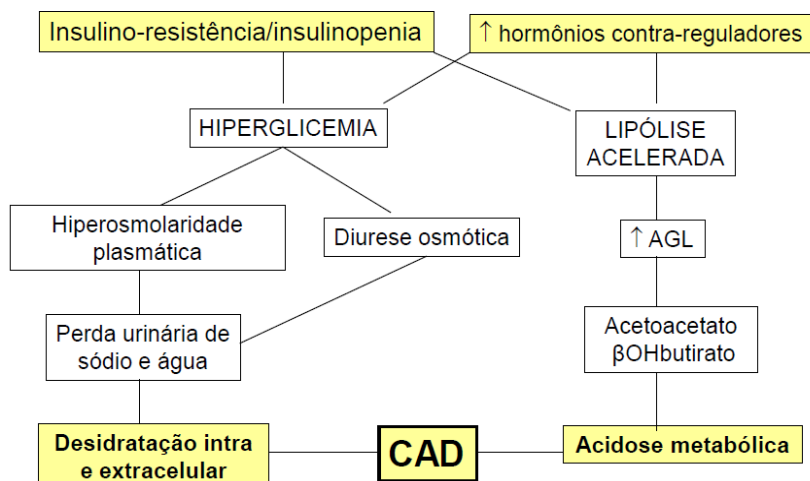 Insulino-resistência/insulinopenia
↑ hormônios contra-reguladores
HIPERGLICEMIA
LIPÓLISE
ACELERADA
Hiperosmolaridade
plasmática
Diurese osmótica
↑ AGL
Perda urinária de
sódio e água
Acetoacetato
βOHbutirato
Desidratação intra
e extracelular
CAD
Acidose metabólica